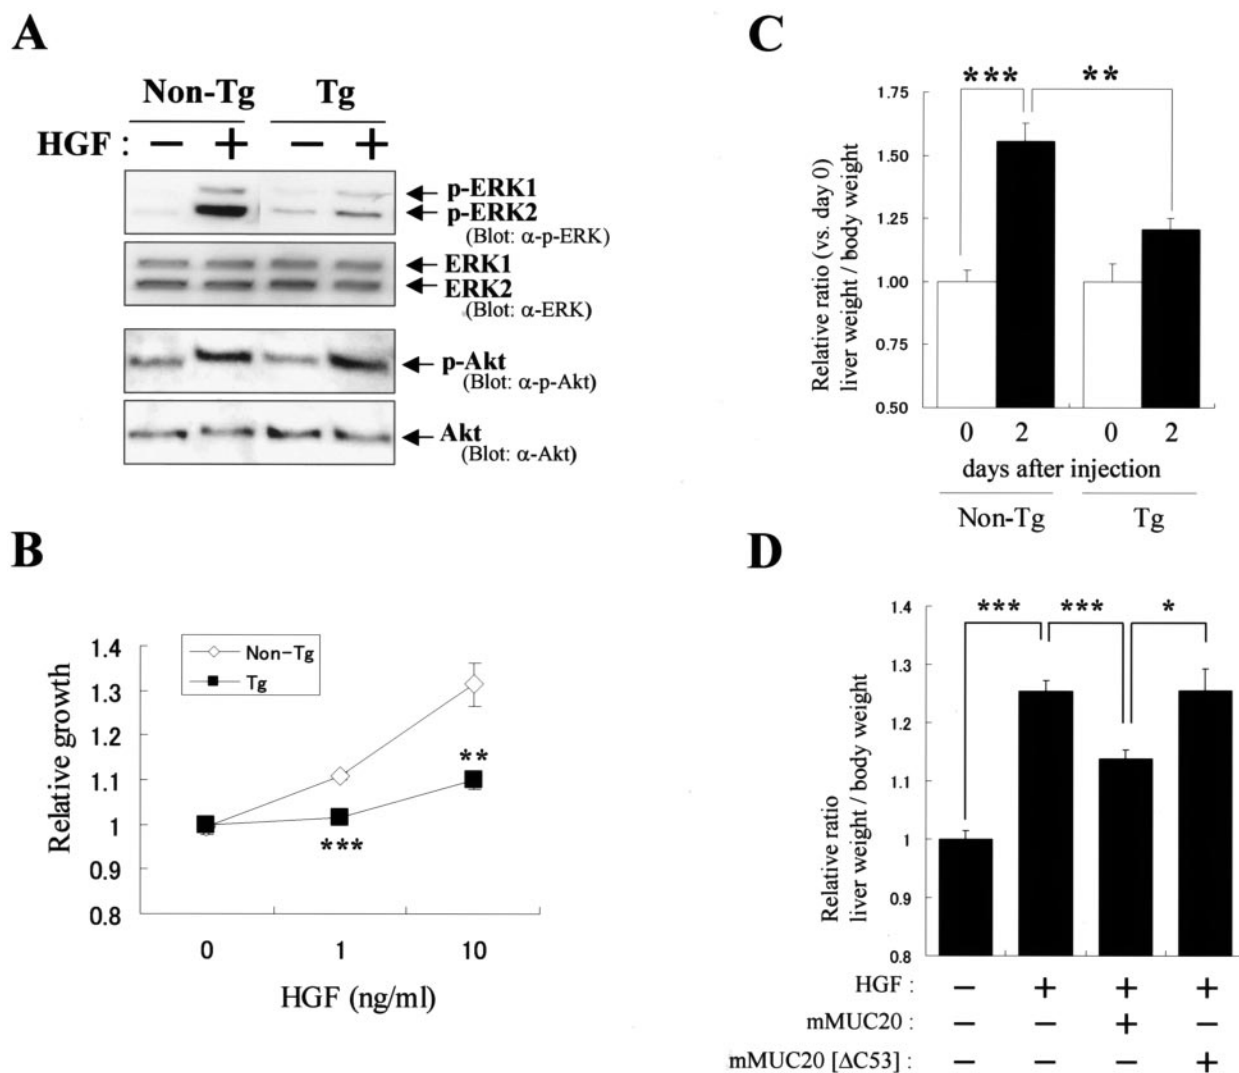 A
Non-Tg Tg
HGF : − + − +
p-ERK1
p-ERK2
(Blot: α-p-ERK)
ERK1
ERK2
(Blot: α-ERK)
p-Akt
(Blot: α-p-Akt)
Akt
(Blot: α-Akt)
B
Relative growth
1.4
1.3
1.2
1.1
1
0.9
0.8
Non-Tg
Tg
**
***
0 1 10
HGF (ng/ml)
C
Relative ratio (vs. day 0)
liver weight / body weight
*** **
1.75
1.50
1.25
1.00
0.75
0.50
0 2 0 2
days after injection
Non-Tg Tg
D
Relative ratio
liver weight / body weight
*** *** *
1.4
1.3
1.2
1.1
1
0.9
0.8
HGF : − + + +
mMUC20 : − − + −
mMUC20 [ΔC53] : − − − +